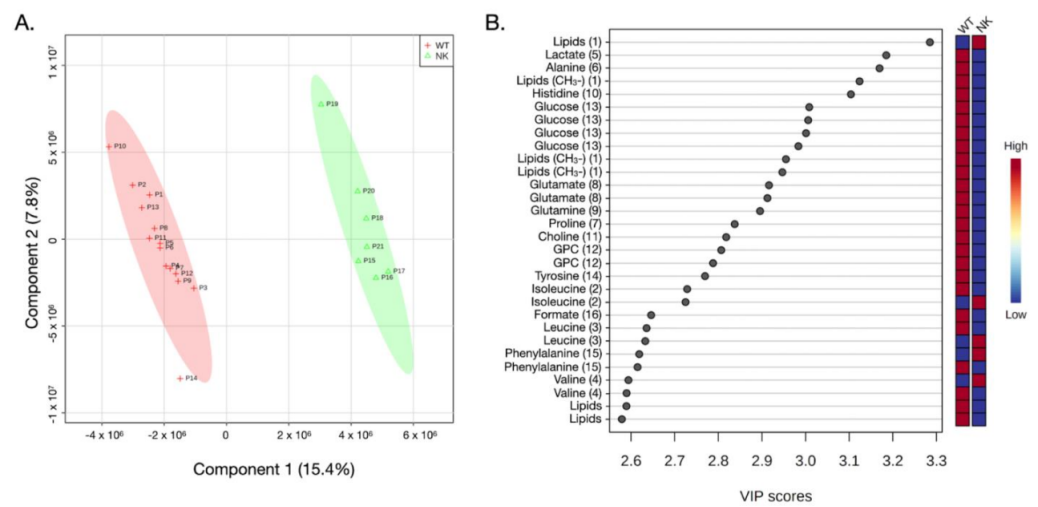 A.
WT
NK
Component 2 (7.8%)
1 x 10⁷
5 x 10⁶
0
-5 x 10⁶
-1 x 10⁷
P19
P10
P2
P1
P13
P8
P11
P5
P6
P4
P7
P12
P9
P3
P14
P20
P18
P21
P15
P17
P16
-4 x 10⁶
-2 x 10⁶
0
2 x 10⁶
4 x 10⁶
6 x 10⁶
Component 1 (15.4%)
B.
WT
NK
Lipids (1)
Lactate (5)
Alanine (6)
Lipids (CH₃-) (1)
Histidine (10)
Glucose (13)
Glucose (13)
Glucose (13)
Glucose (13)
Lipids (CH₃-) (1)
Lipids (CH₃-) (1)
Glutamate (8)
Glutamate (8)
Glutamine (9)
Proline (7)
Choline (11)
GPC (12)
GPC (12)
Tyrosine (14)
Isoleucine (2)
Isoleucine (2)
Formate (16)
Leucine (3)
Leucine (3)
Phenylalanine (15)
Phenylalanine (15)
Valine (4)
Valine (4)
Lipids
Lipids
2.6
2.7
2.8
2.9
3.0
3.1
3.2
3.3
VIP scores
High
Low